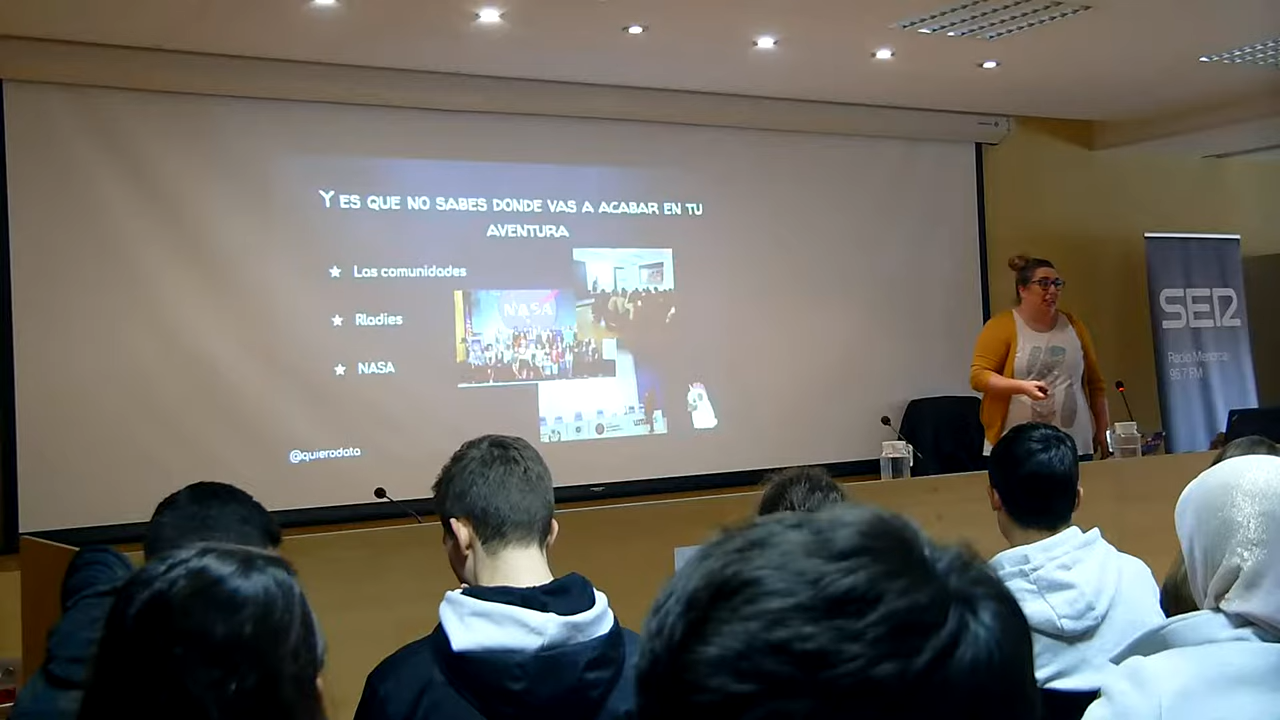 Y ES QUE NO SABES DONDE VAS A ACABAR EN TU
AVENTURA
Las comunidades
Rladies
NASA
NASA
@quierodata
SER
Radio Menorca
95.7 FM